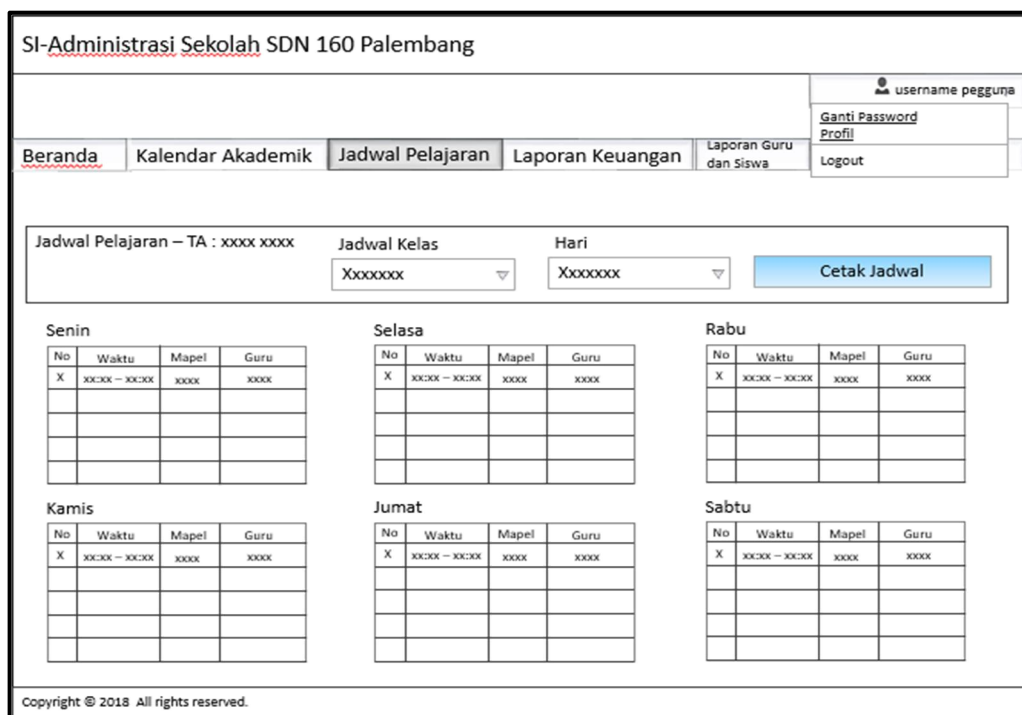 SI-Administrasi Sekolah SDN 160 Palembang
username pegguna
Ganti Password
Profil
Logout
Beranda
Kalendar Akademik
Jadwal Pelajaran
Laporan Keuangan
Laporan Guru
dan Siswa
Jadwal Pelajaran – TA : xxxx xxxx
Jadwal Kelas
Xxxxxxx
Hari
Xxxxxxx
Cetak Jadwal
Senin
No Waktu Mapel Guru
X xx:xx – xx:xx xxxx xxxx
Selasa
No Waktu Mapel Guru
X xx:xx – xx:xx xxxx xxxx
Rabu
No Waktu Mapel Guru
X xx:xx – xx:xx xxxx xxxx
Kamis
No Waktu Mapel Guru
X xx:xx – xx:xx xxxx xxxx
Jumat
No Waktu Mapel Guru
X xx:xx – xx:xx xxxx xxxx
Sabtu
No Waktu Mapel Guru
X xx:xx – xx:xx xxxx xxxx
Copyright © 2018 All rights reserved.